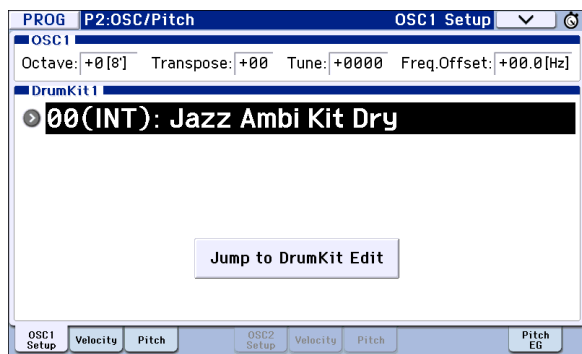 PROG P2:OSC/Pitch OSC1 Setup
OSC1
Octave: +0[8'] Transpose: +00 Tune: +0000 Freq.Offset: +00.0[Hz]
DrumKit1
00(INT): Jazz Ambi Kit Dry
Jump to DrumKit Edit
OSC1 Setup Velocity Pitch OSC2 Setup Velocity Pitch Pitch EG